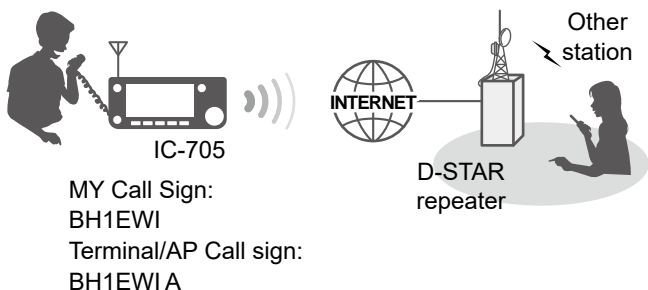 Other
station
INTERNET
IC-705
D-STAR
repeater
MY Call Sign:
BH1EWI
Terminal/AP Call sign:
BH1EWI A